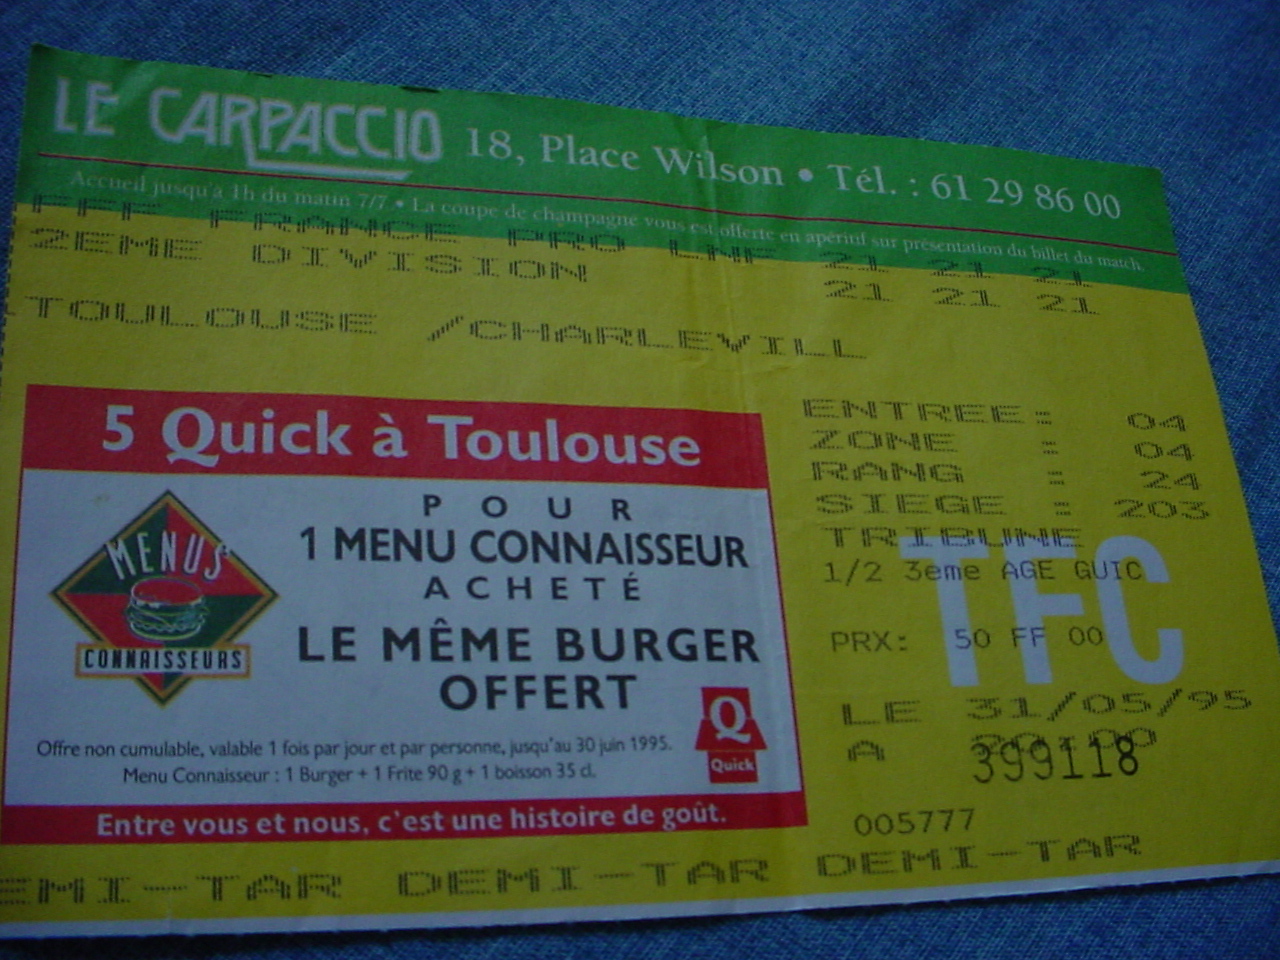 LE CARPACCIO 18, Place Wilson • Tél. : 61 29 86 00
Accueil jusqu'à 1h du matin 7/7. • La coupe de champagne vous est offerte en apéritif sur présentation du billet du match.
FFF FRANCE PRO LNF 21 21 21
2EME DIVISION 21 21 21
TOULOUSE /CHARLEVILL
5 Quick à Toulouse
POUR
1 MENU CONNAISSEUR
ACHETÉ
LE MÊME BURGER
OFFERT
MENUS
CONNAISSEURS
Q
Quick
Offre non cumulable, valable 1 fois par jour et par personne, jusqu'au 30 juin 1995.
Menu Connaisseur : 1 Burger + 1 Frite 90 g + 1 boisson 35 cl.
Entre vous et nous, c'est une histoire de goût.
ENTREE: 04
ZONE : 04
RANG : 24
SIEGE : 203
TRIBUNE
1/2 3eme AGE GUIC
TFC
PRX: 50 FF 00
LE 31/05/95
A 20:00
399118
005777
EMI-TAR DEMI-TAR DEMI-TAR